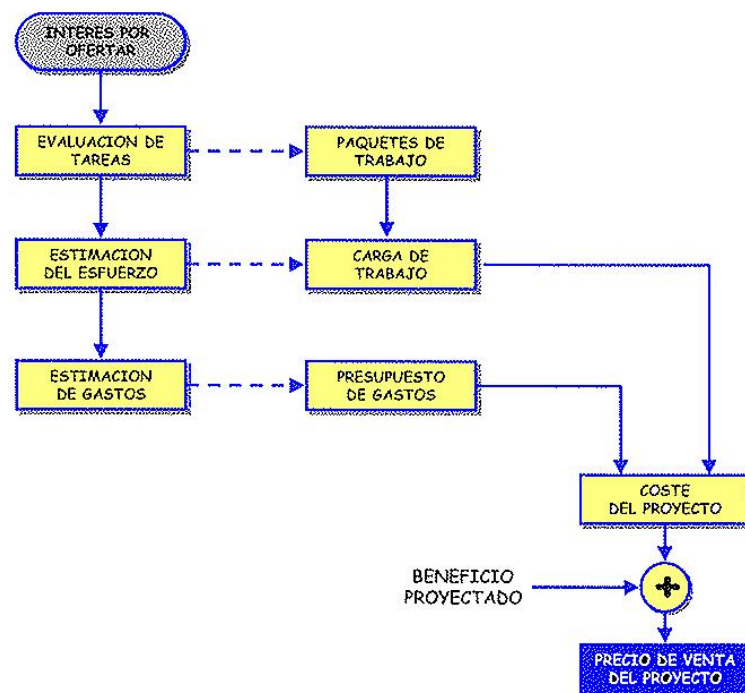 INTERES POR
OFERTAR
EVALUACION DE
TAREAS
PAQUETES DE
TRABAJO
ESTIMACION
DEL ESFUERZO
CARGA DE
TRABAJO
ESTIMACION
DE GASTOS
PRESUPUESTO
DE GASTOS
COSTE
DEL PROYECTO
BENEFICIO
PROYECTADO
+
PRECIO DE VENTA
DEL PROYECTO